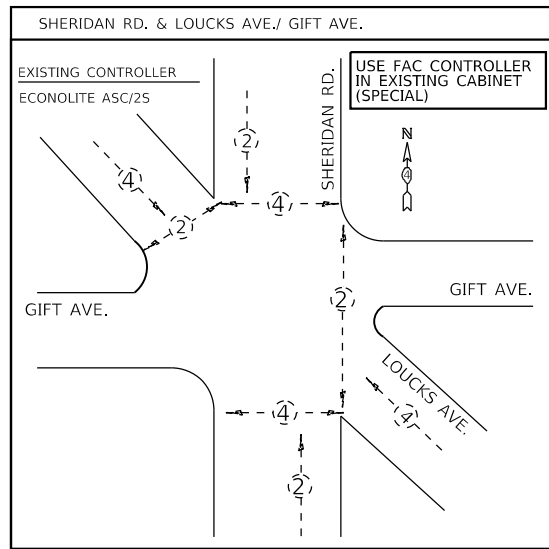 SHERIDAN RD. & LOUCKS AVE./ GIFT AVE.
EXISTING CONTROLLER
ECONOLITE ASC/2S
USE FAC CONTROLLER
IN EXISTING CABINET
(SPECIAL)
SHERIDAN RD.
N
4
2
4
4
2
2
GIFT AVE.
GIFT AVE.
LOUCKS AVE.
4
4
2